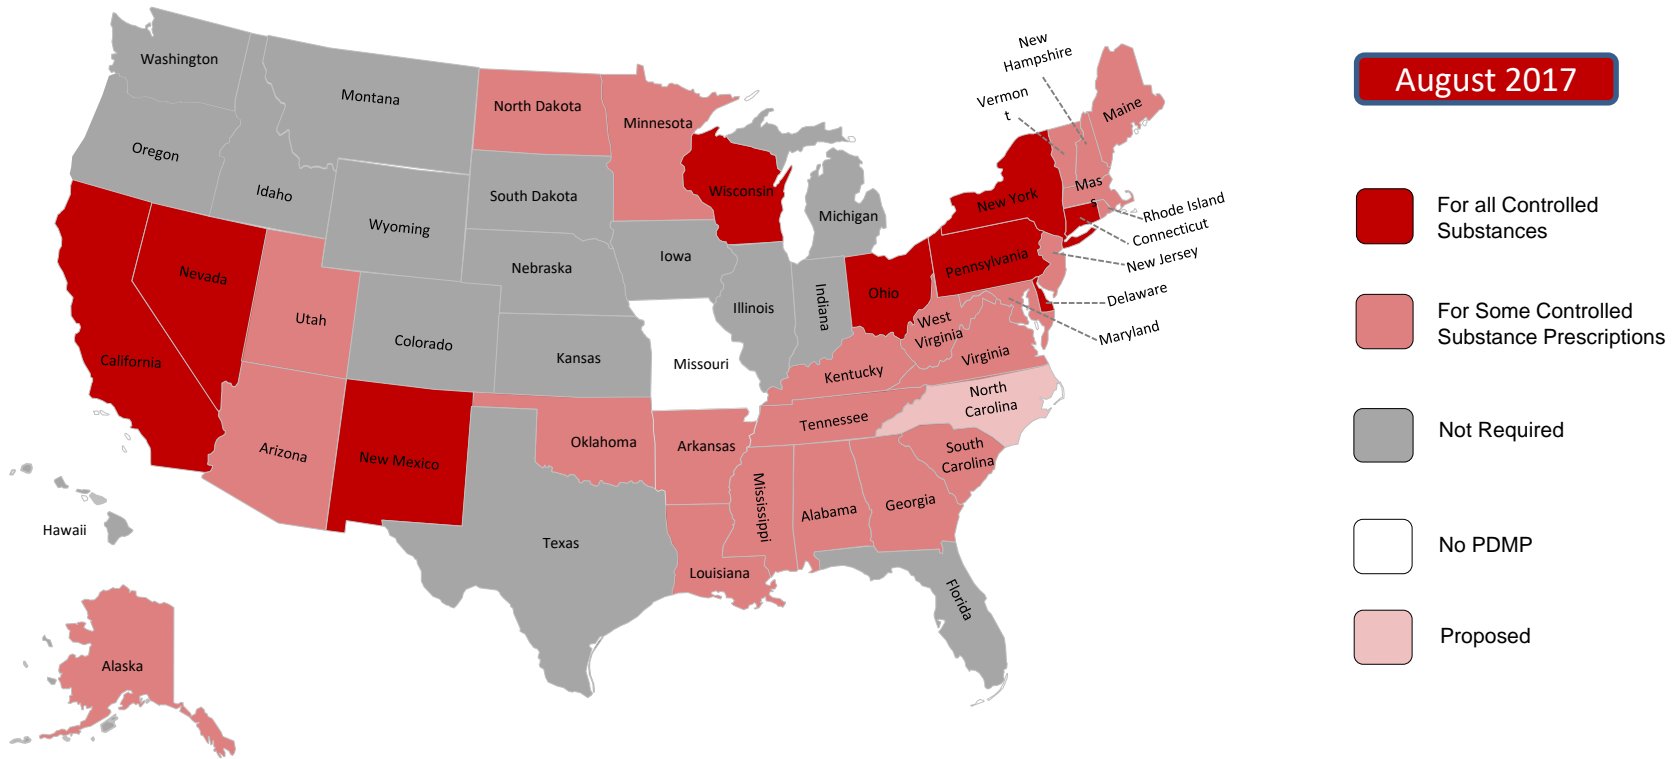 August 2017
Washington
Montana
North Dakota
Minnesota
New
Hampshire
Vermon
t
Maine
Oregon
Idaho
Wyoming
South Dakota
Wisconsin
Michigan
New York
Mas
s
Rhode Island
Connecticut
New Jersey
Delaware
Maryland
Nevada
Utah
Colorado
Nebraska
Iowa
Illinois
Indiana
Ohio
Pennsylvania
West
Virginia
Virginia
California
Kansas
Missouri
Kentucky
North
Carolina
Tennessee
Arizona
New Mexico
Oklahoma
Arkansas
South
Carolina
Mississippi
Alabama
Georgia
Hawaii
Texas
Louisiana
Florida
Alaska
For all Controlled
Substances
For Some Controlled
Substance Prescriptions
Not Required
No PDMP
Proposed